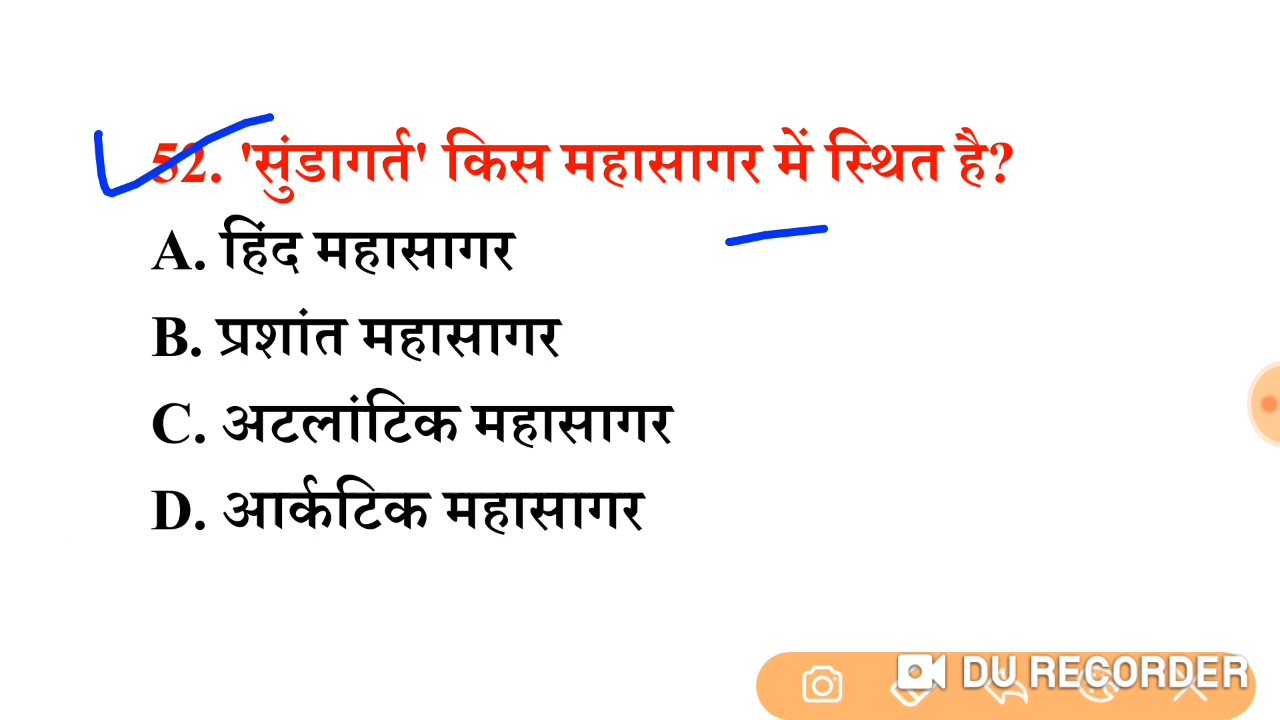 52. 'सुंडागर्त' किस महासागर में स्थित है?
A. हिंद महासागर
B. प्रशांत महासागर
C. अटलांटिक महासागर
D. आर्कटिक महासागर
DU RECORDER